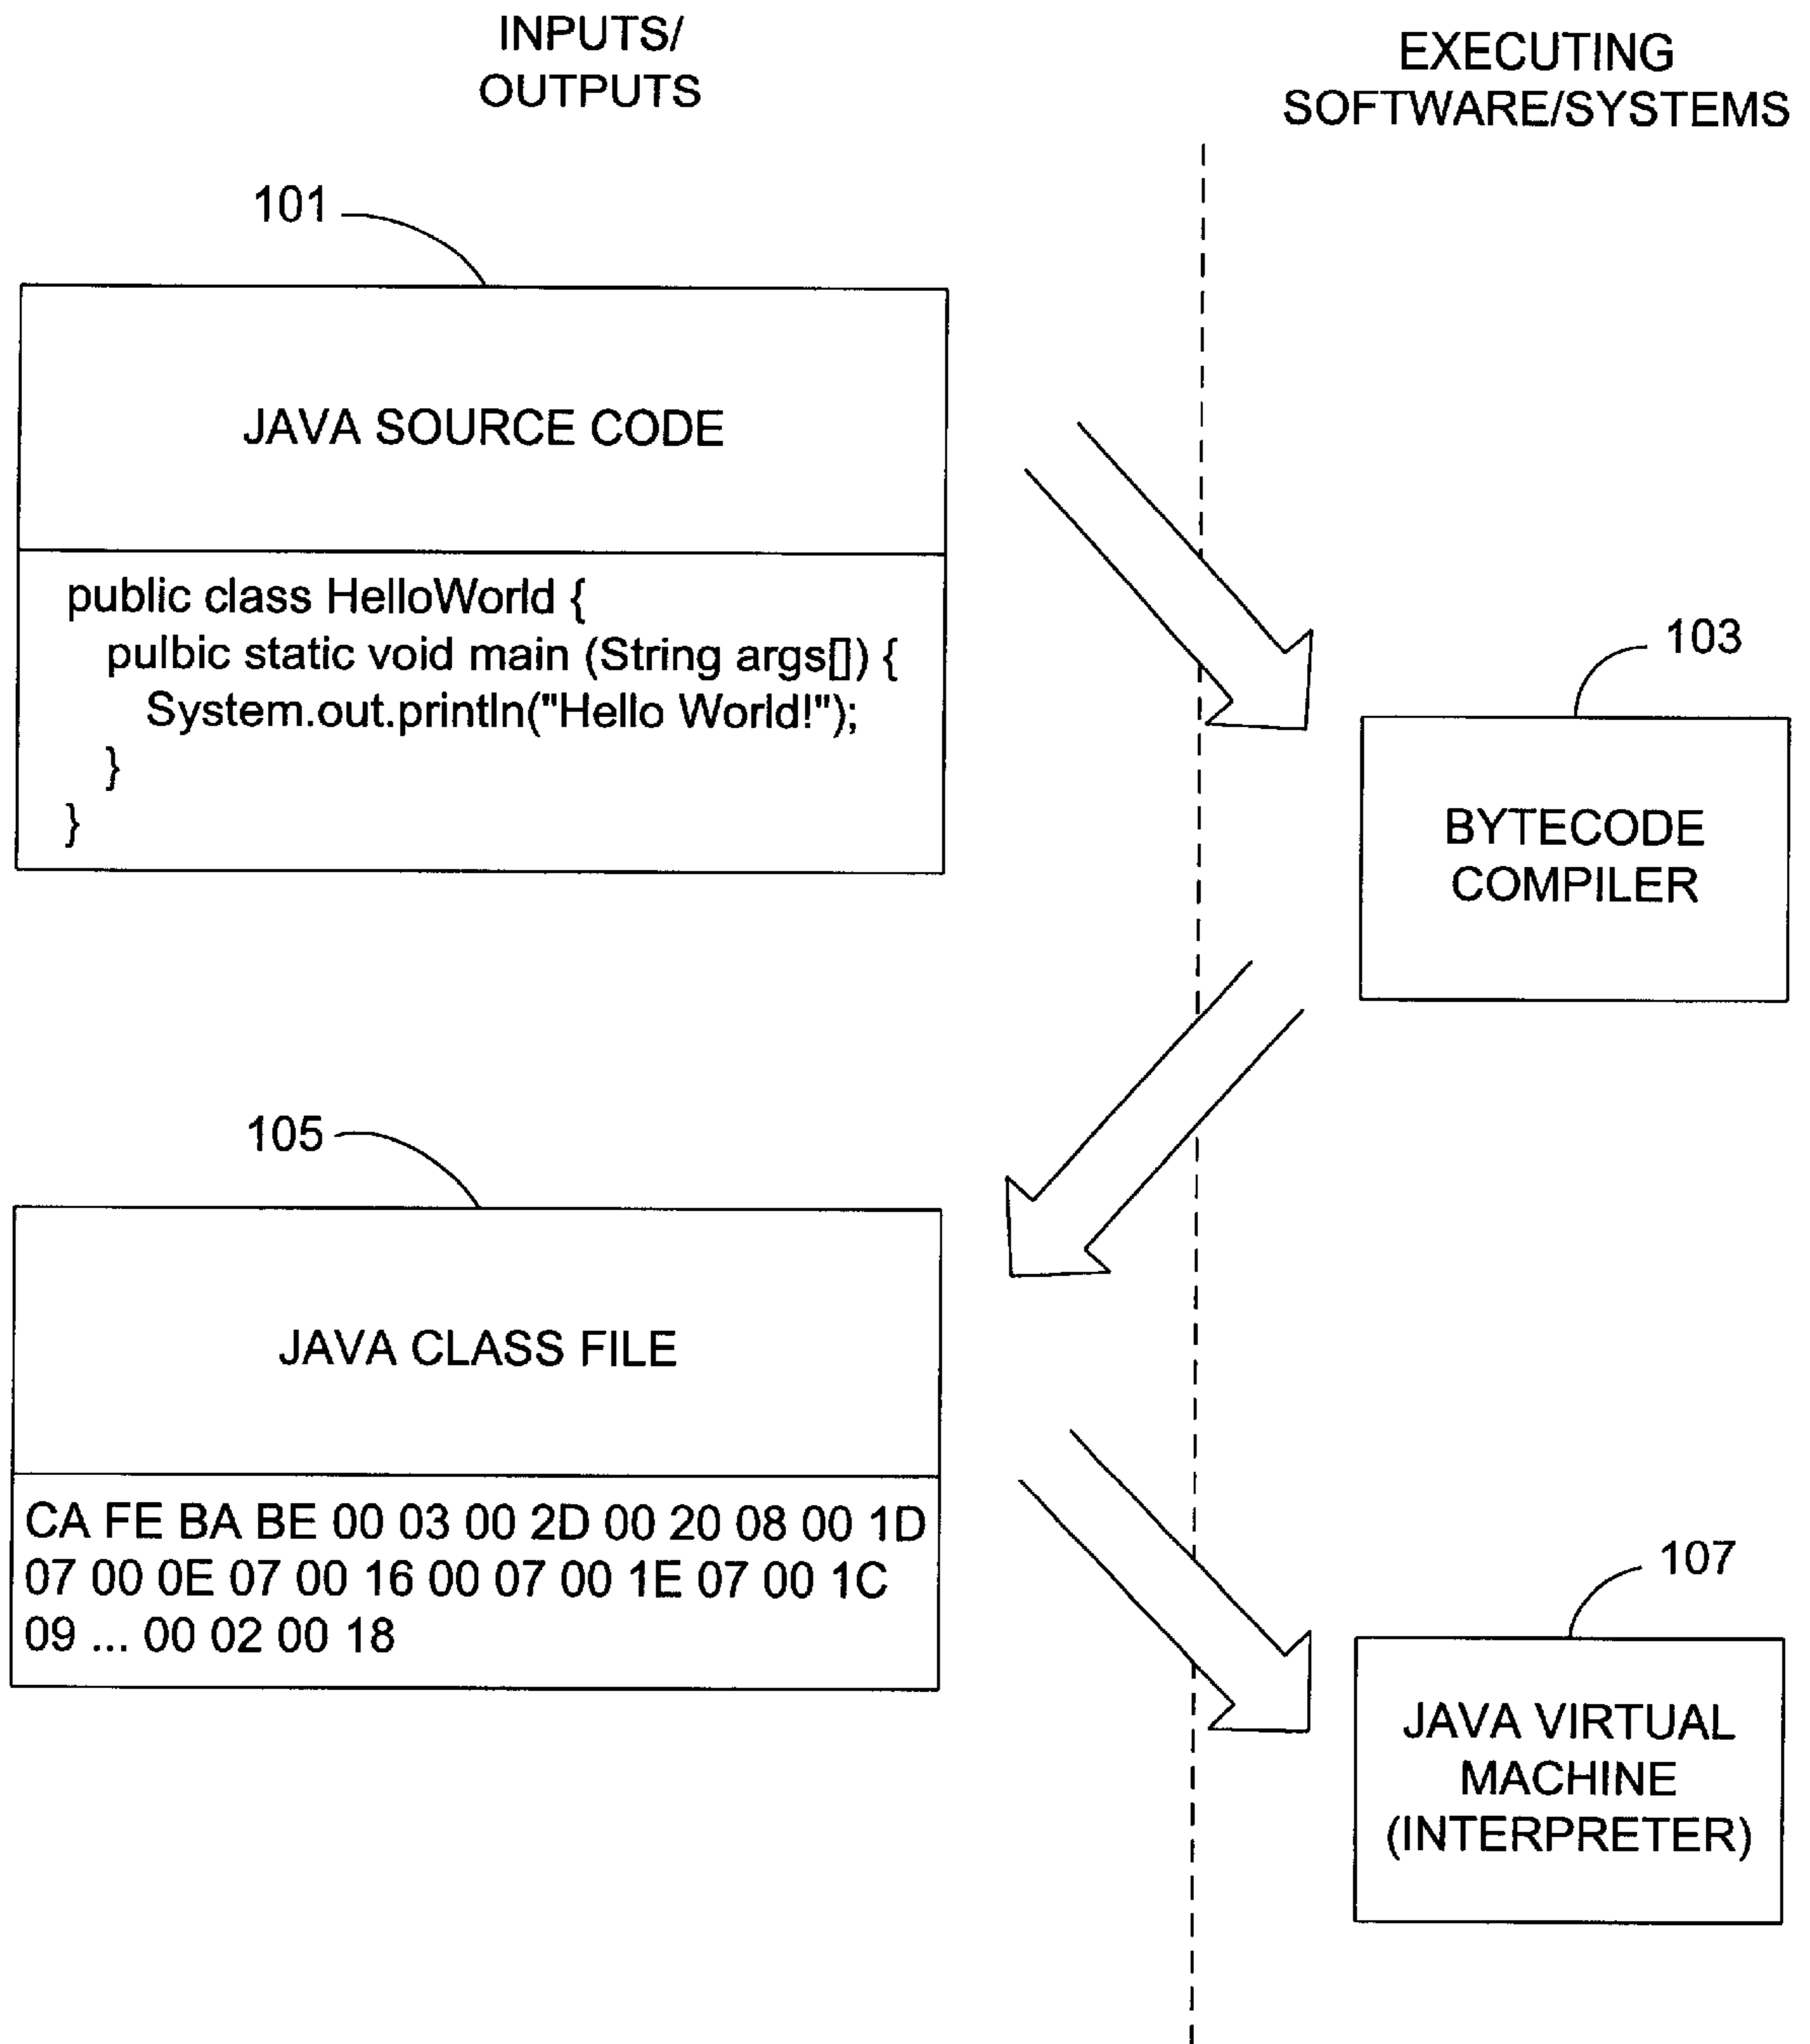 INPUTS/
OUTPUTS
EXECUTING
SOFTWARE/SYSTEMS
101
JAVA SOURCE CODE
public class HelloWorld {
pulbic static void main (String args[]) {
System.out.println("Hello World!");
}
}
103
BYTECODE
COMPILER
105
JAVA CLASS FILE
CA FE BA BE 00 03 00 2D 00 20 08 00 1D
07 00 0E 07 00 16 00 07 00 1E 07 00 1C
09 ... 00 02 00 18
107
JAVA VIRTUAL
MACHINE
(INTERPRETER)